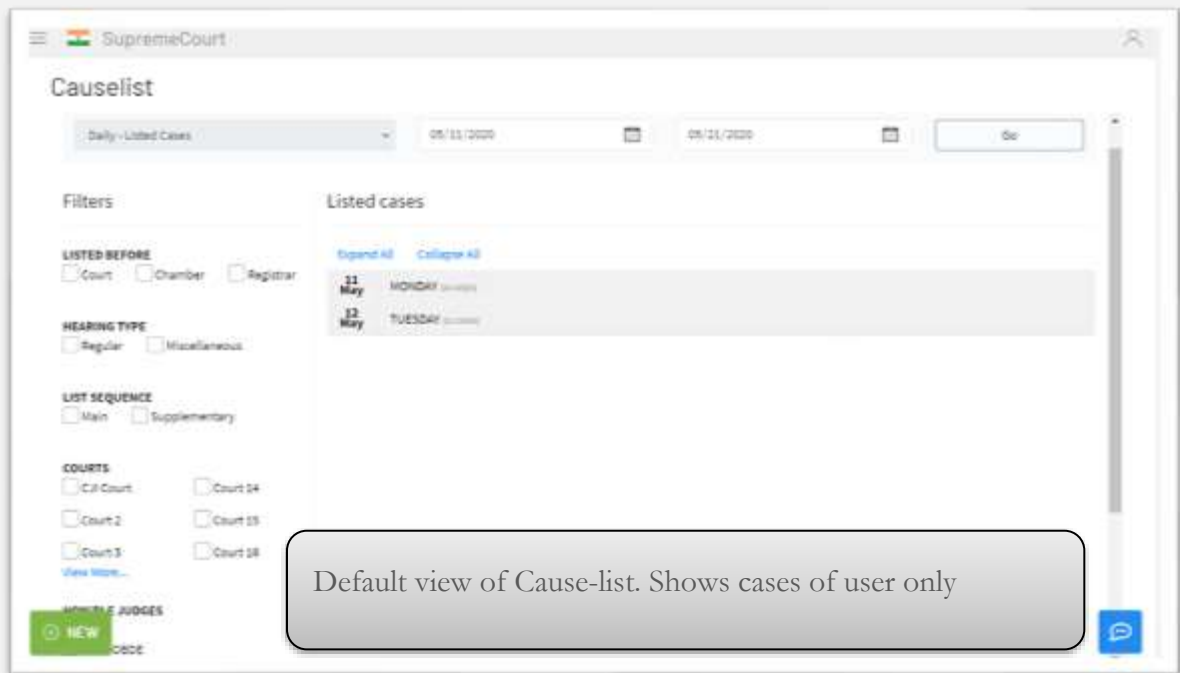 SupremeCourt
Causelist
Daily - Listed Cases 05/11/2020 05/21/2020 Go
Filters
Listed cases
LISTED BEFORE
Court Chamber Registrar
Expand All Collapse All
11 May MONDAY
12 May TUESDAY
HEARING TYPE
Regular Miscellaneous
LIST SEQUENCE
Main Supplementary
COURTS
CJI Court Court 14
Court 2 Court 15
Court 3 Court 16
View More...
JUDGES
NEW
Default view of Cause-list. Shows cases of user only